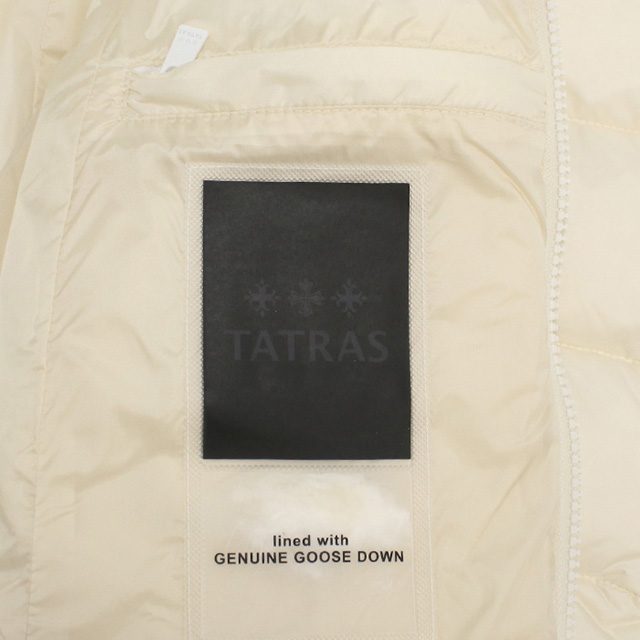 TATRAS
lined with
GENUINE GOOSE DOWN